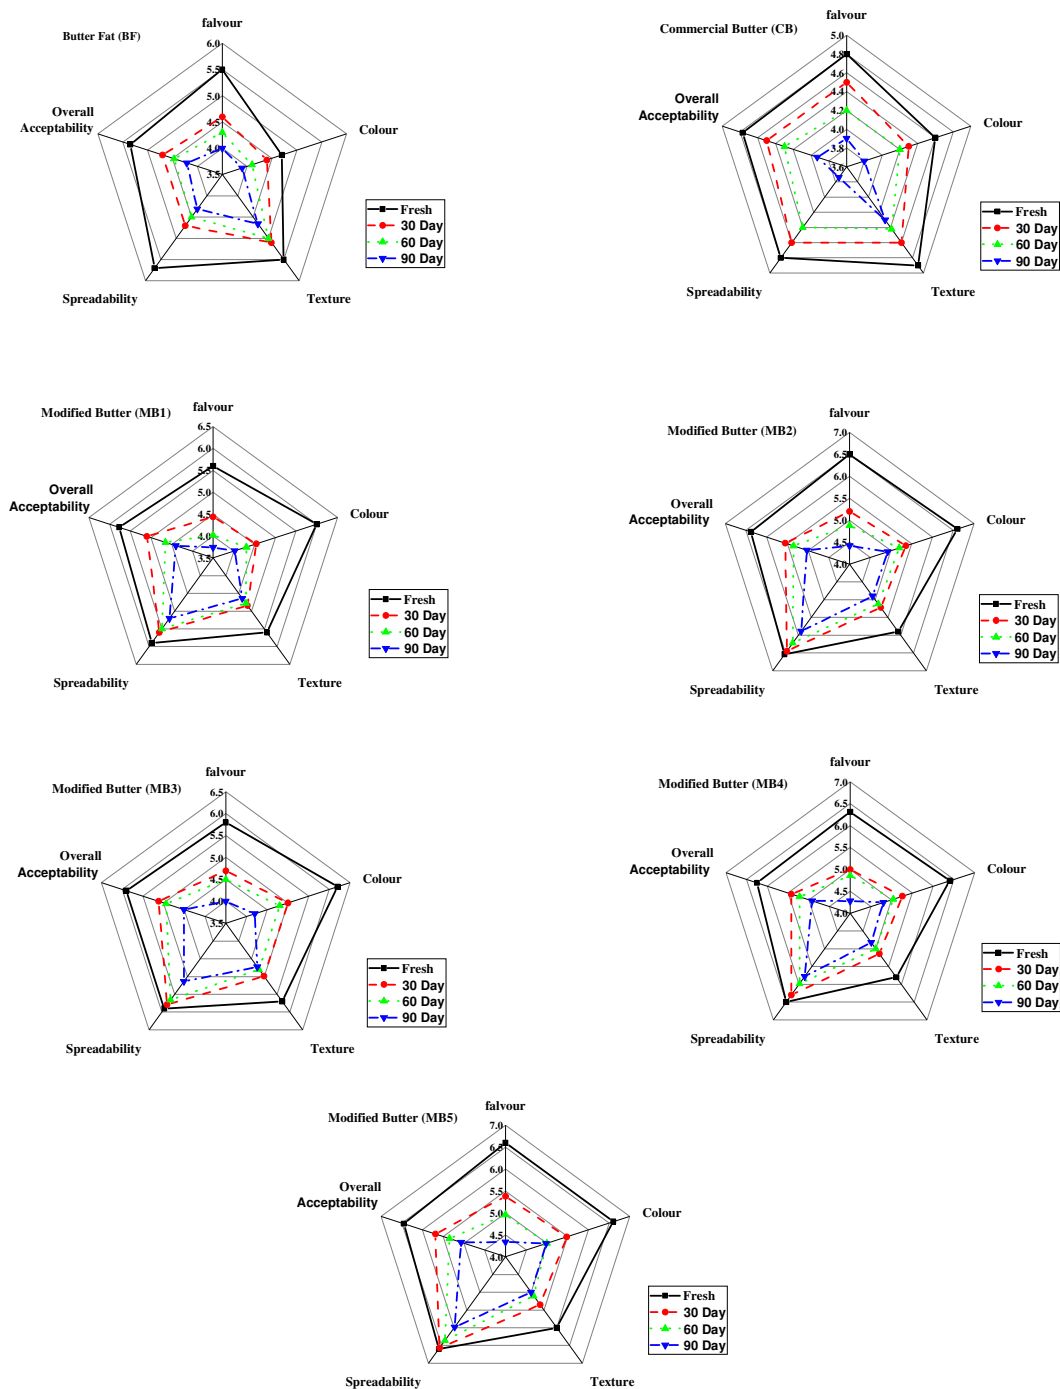 Butter Fat (BF)
falvour
6.0
5.5
5.0
4.5
4.0
3.5
Overall
Acceptability
Colour
Spreadability
Texture
Fresh
30 Day
60 Day
90 Day
Commercial Butter (CB)
falvour
5.0
4.8
4.6
4.4
4.2
4.0
3.8
3.6
Overall
Acceptability
Colour
Spreadability
Texture
Fresh
30 Day
60 Day
90 Day
Modified Butter (MB1)
falvour
6.5
6.0
5.5
5.0
4.5
4.0
3.5
Overall
Acceptability
Colour
Spreadability
Texture
Fresh
30 Day
60 Day
90 Day
Modified Butter (MB2)
falvour
7.0
6.5
6.0
5.5
5.0
4.5
4.0
Overall
Acceptability
Colour
Spreadability
Texture
Fresh
30 Day
60 Day
90 Day
Modified Butter (MB3)
falvour
6.5
6.0
5.5
5.0
4.5
4.0
3.5
Overall
Acceptability
Colour
Spreadability
Texture
Fresh
30 Day
60 Day
90 Day
Modified Butter (MB4)
falvour
7.0
6.5
6.0
5.5
5.0
4.5
4.0
Overall
Acceptability
Colour
Spreadability
Texture
Fresh
30 Day
60 Day
90 Day
Modified Butter (MB5)
falvour
7.0
6.5
6.0
5.5
5.0
4.5
4.0
Overall
Acceptability
Colour
Spreadability
Texture
Fresh
30 Day
60 Day
90 Day